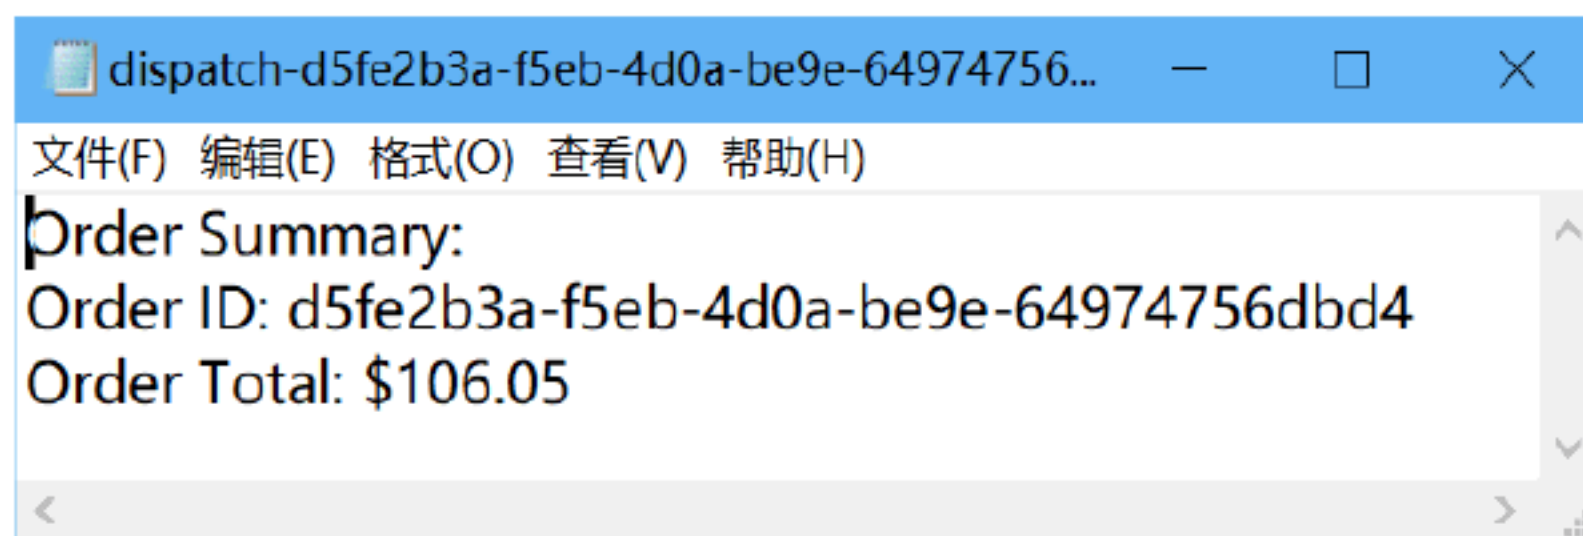 dispatch-d5fe2b3a-f5eb-4d0a-be9e-64974756...
文件(F) 编辑(E) 格式(O) 查看(V) 帮助(H)
Order Summary:
Order ID: d5fe2b3a-f5eb-4d0a-be9e-64974756dbd4
Order Total: $106.05